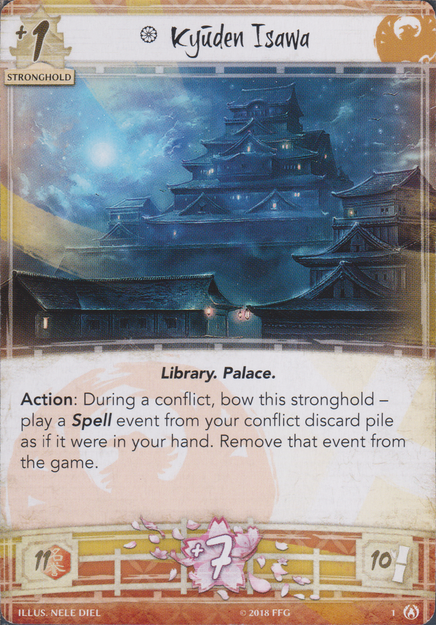 +1
Kyūden Isawa
STRONGHOLD
Library. Palace.
Action: During a conflict, bow this stronghold –
play a Spell event from your conflict discard pile
as if it were in your hand. Remove that event from
the game.
11
+7
10
ILLUS. NELE DIEL
© 2018 FFG
1